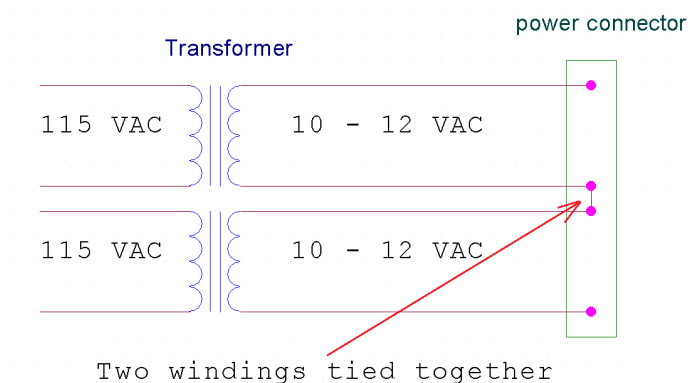 power connector
Transformer
115 VAC
10 - 12 VAC
115 VAC
10 - 12 VAC
Two windings tied together